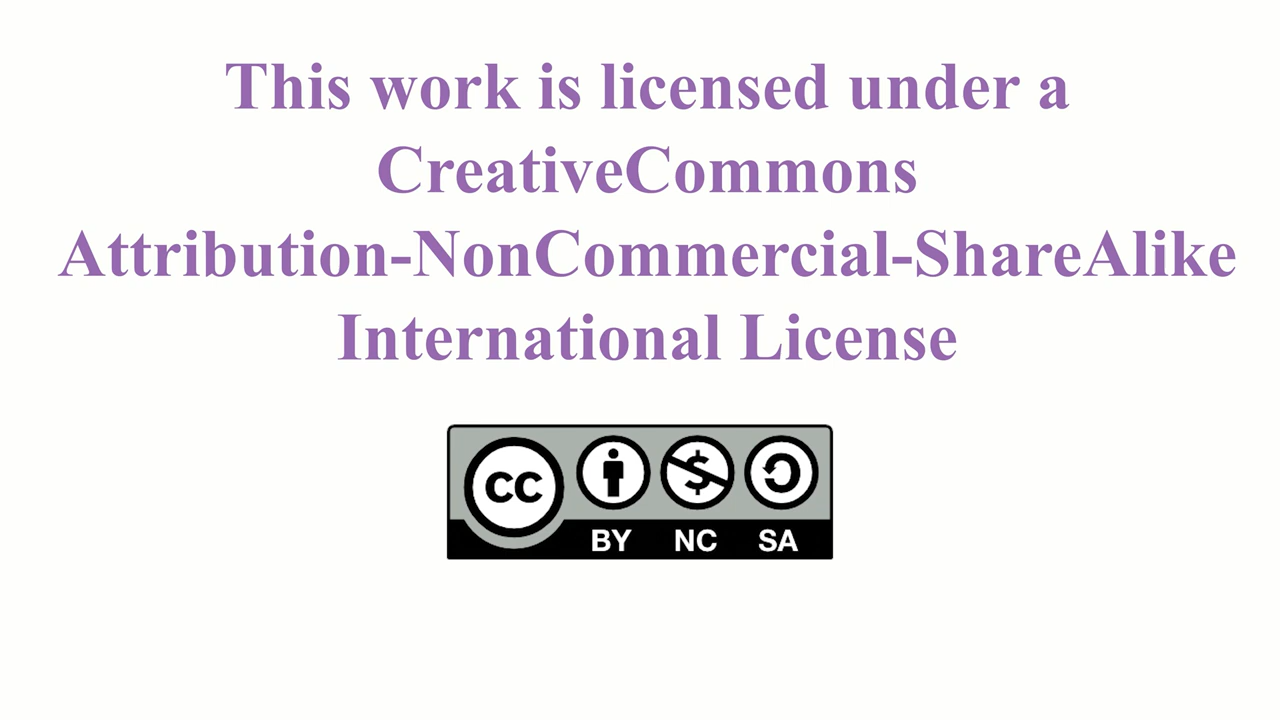 This work is licensed under a
CreativeCommons
Attribution-NonCommercial-ShareAlike
International License
CC
BY NC SA